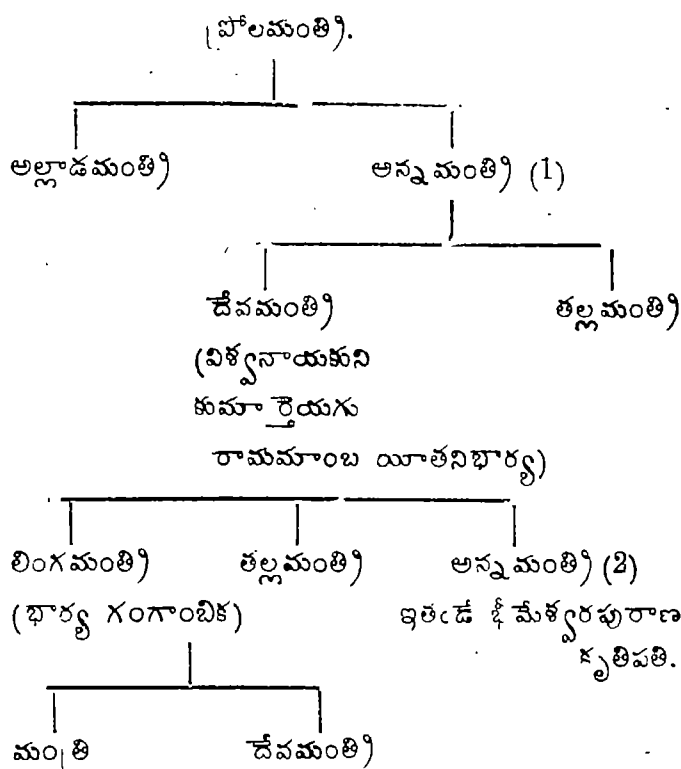 ప్రోలమంత్రి.
అల్లాడమంత్రి అన్నమంత్రి (1)
దేవమంత్రి తల్లమంత్రి
(విశ్వనాయకుని
కుమార్తెయగు
రామమాంబ యీతనిభార్య)
లింగమంత్రి తల్లమంత్రి అన్నమంత్రి (2)
(భార్య గంగాంబిక) ఇతఁడే భీమేశ్వరపురాణ
కృతిపతి.
మంత్రి దేవమంత్రి